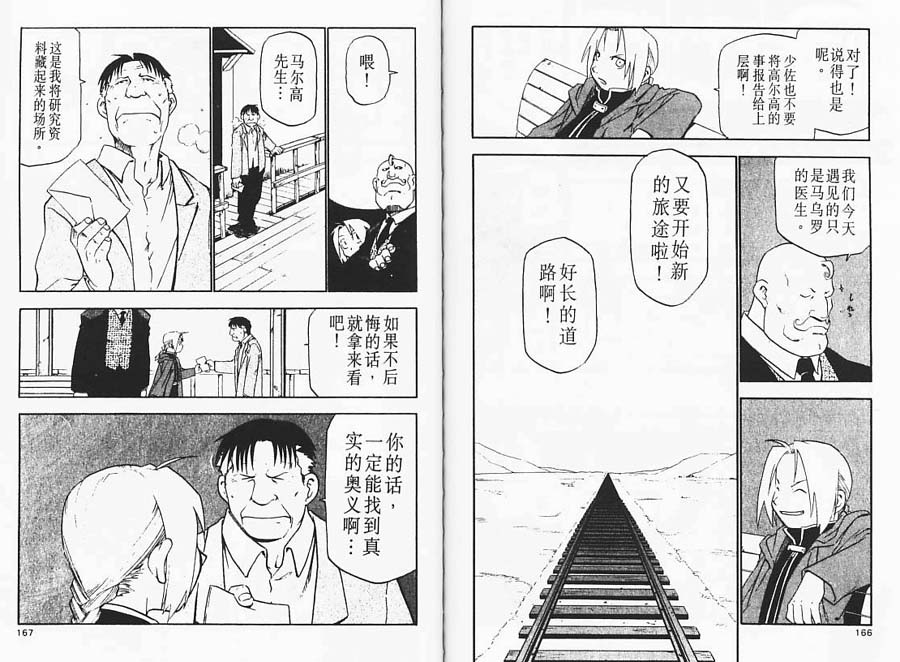 对了！
说得也是
呢。
少佐也不要
将高尔高的
事报告给上
层啊！
我们今天
遇见的只
是马乌罗
的医生。
又要开始新
的旅途啦！
好长的道
路啊！
166
喂！
马尔高
先生…
这是我将研究资
料藏起来的场所。
如果不后
悔的话，
就拿来看
吧！
你的话，
一定能找到真
实的奥义啊…
167